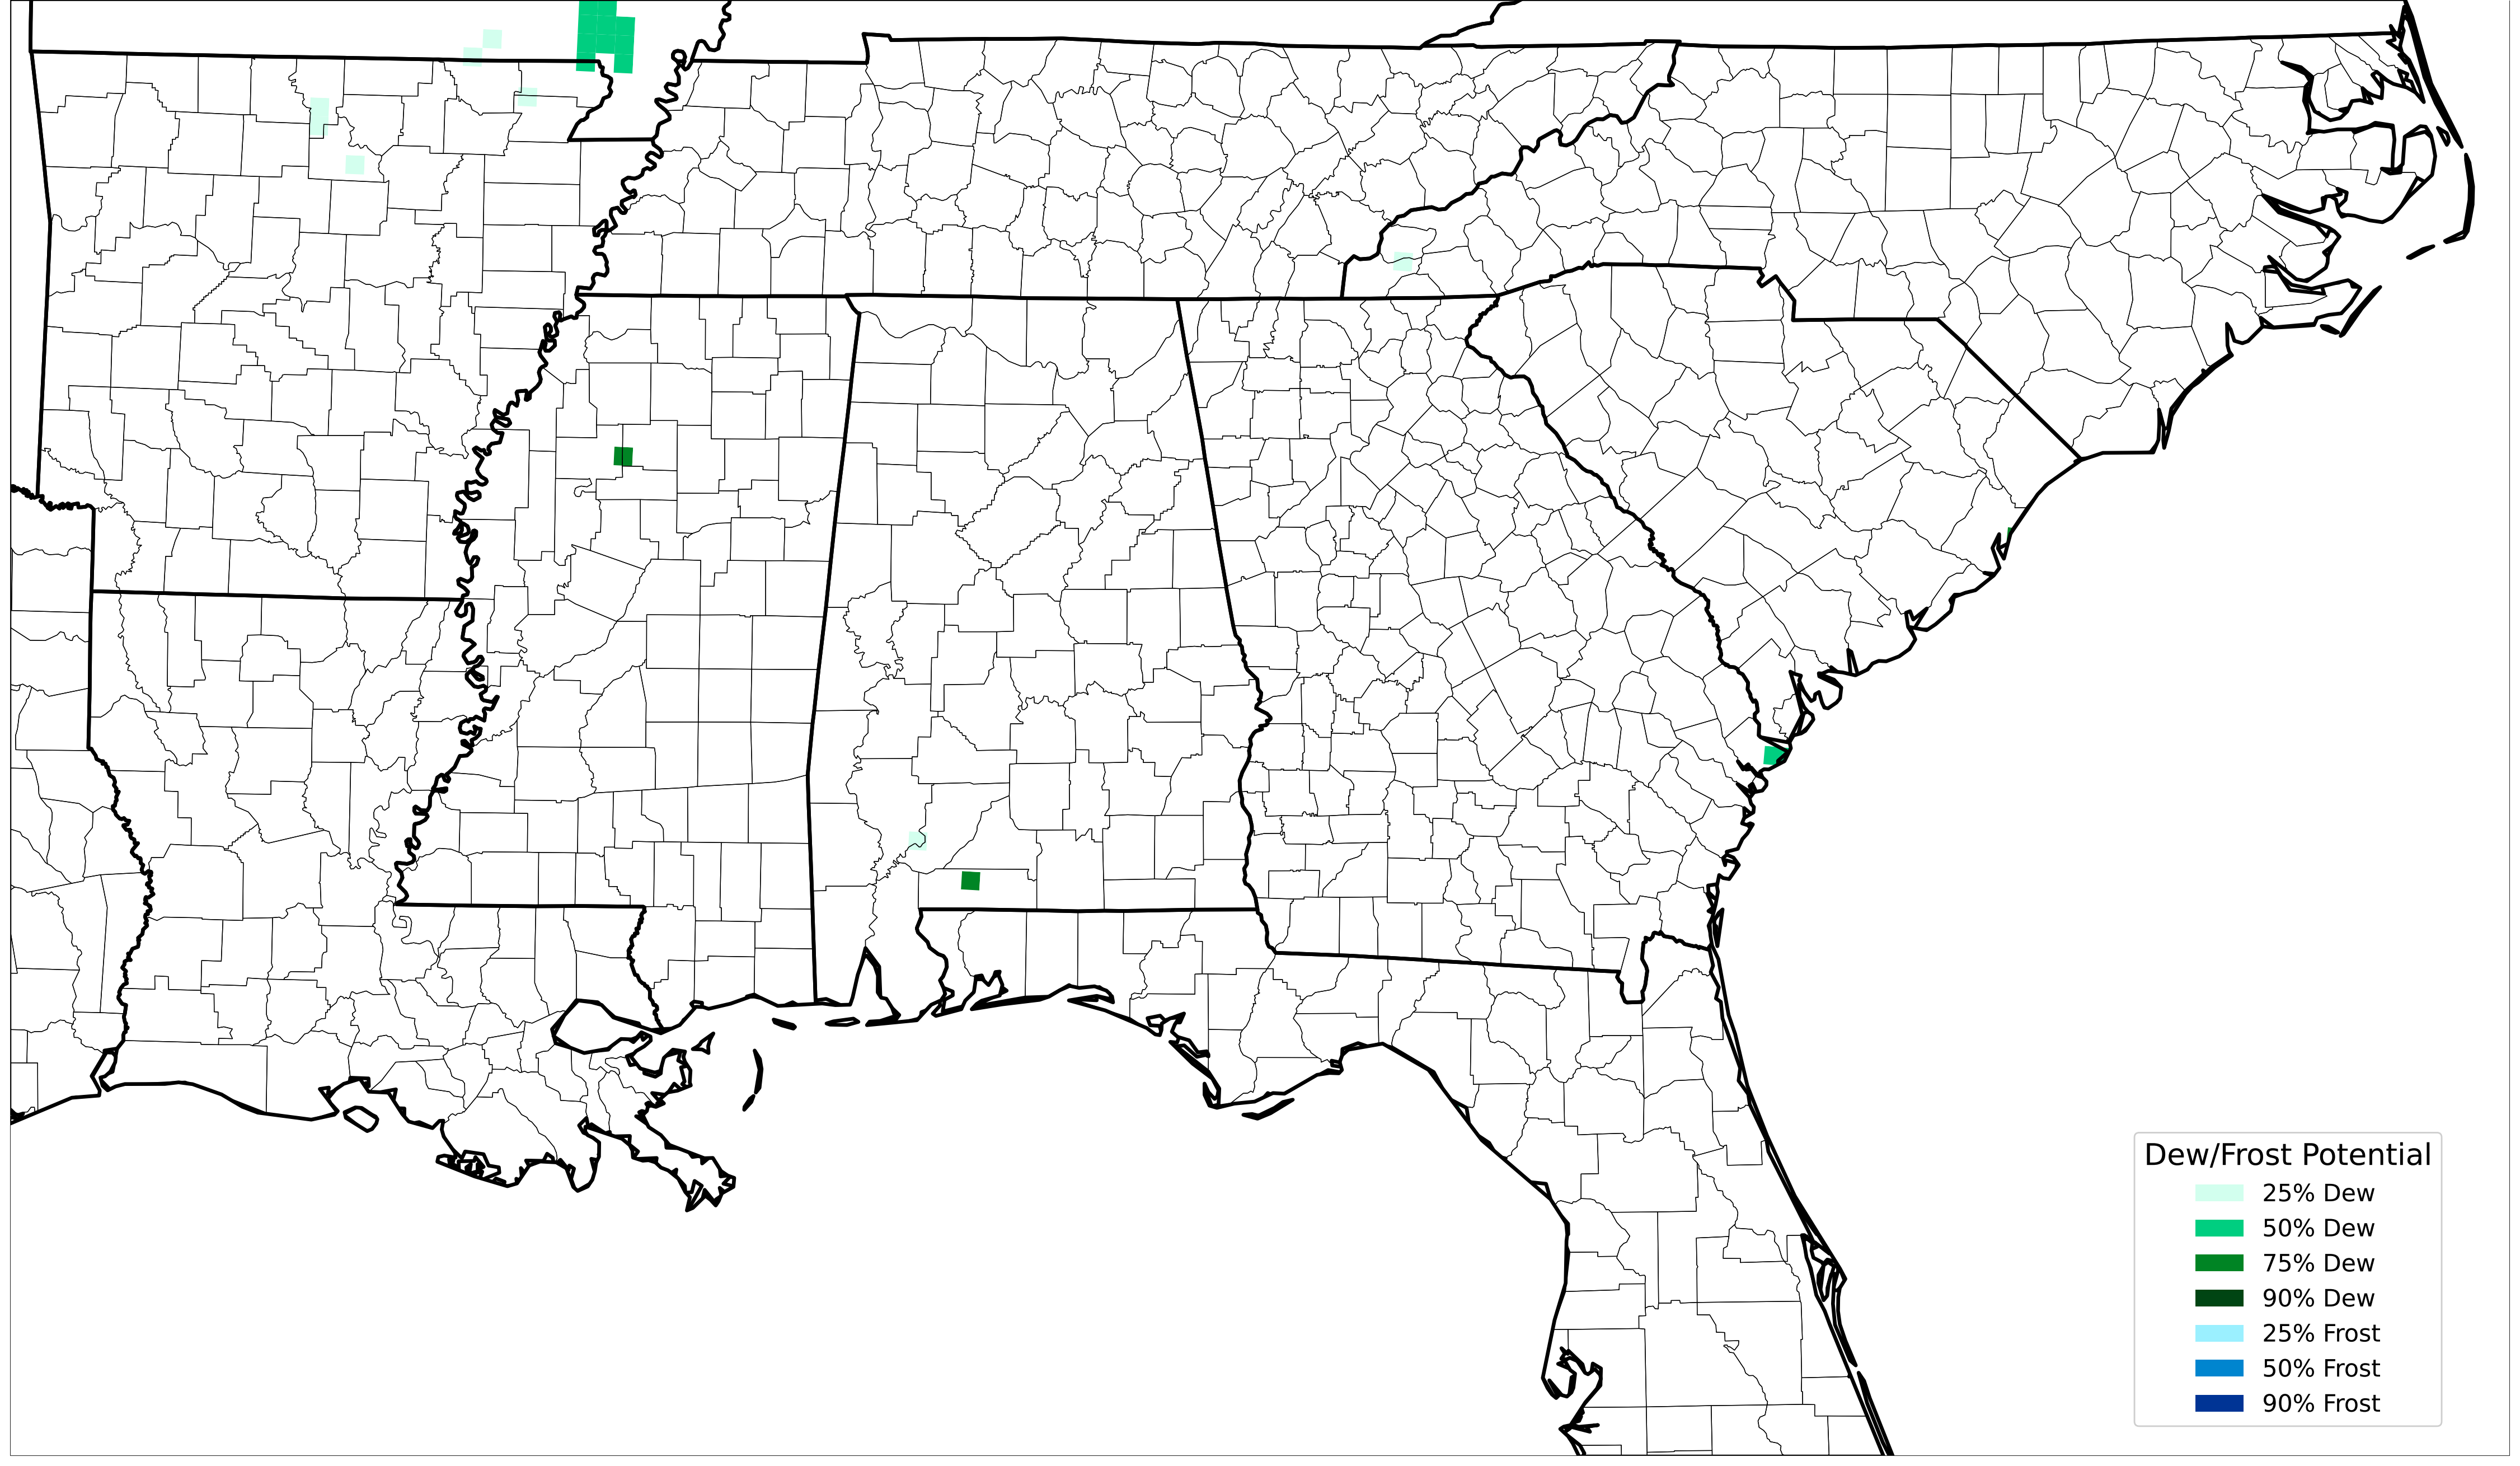 Dew/Frost Potential
25% Dew
50% Dew
75% Dew
90% Dew
25% Frost
50% Frost
90% Frost